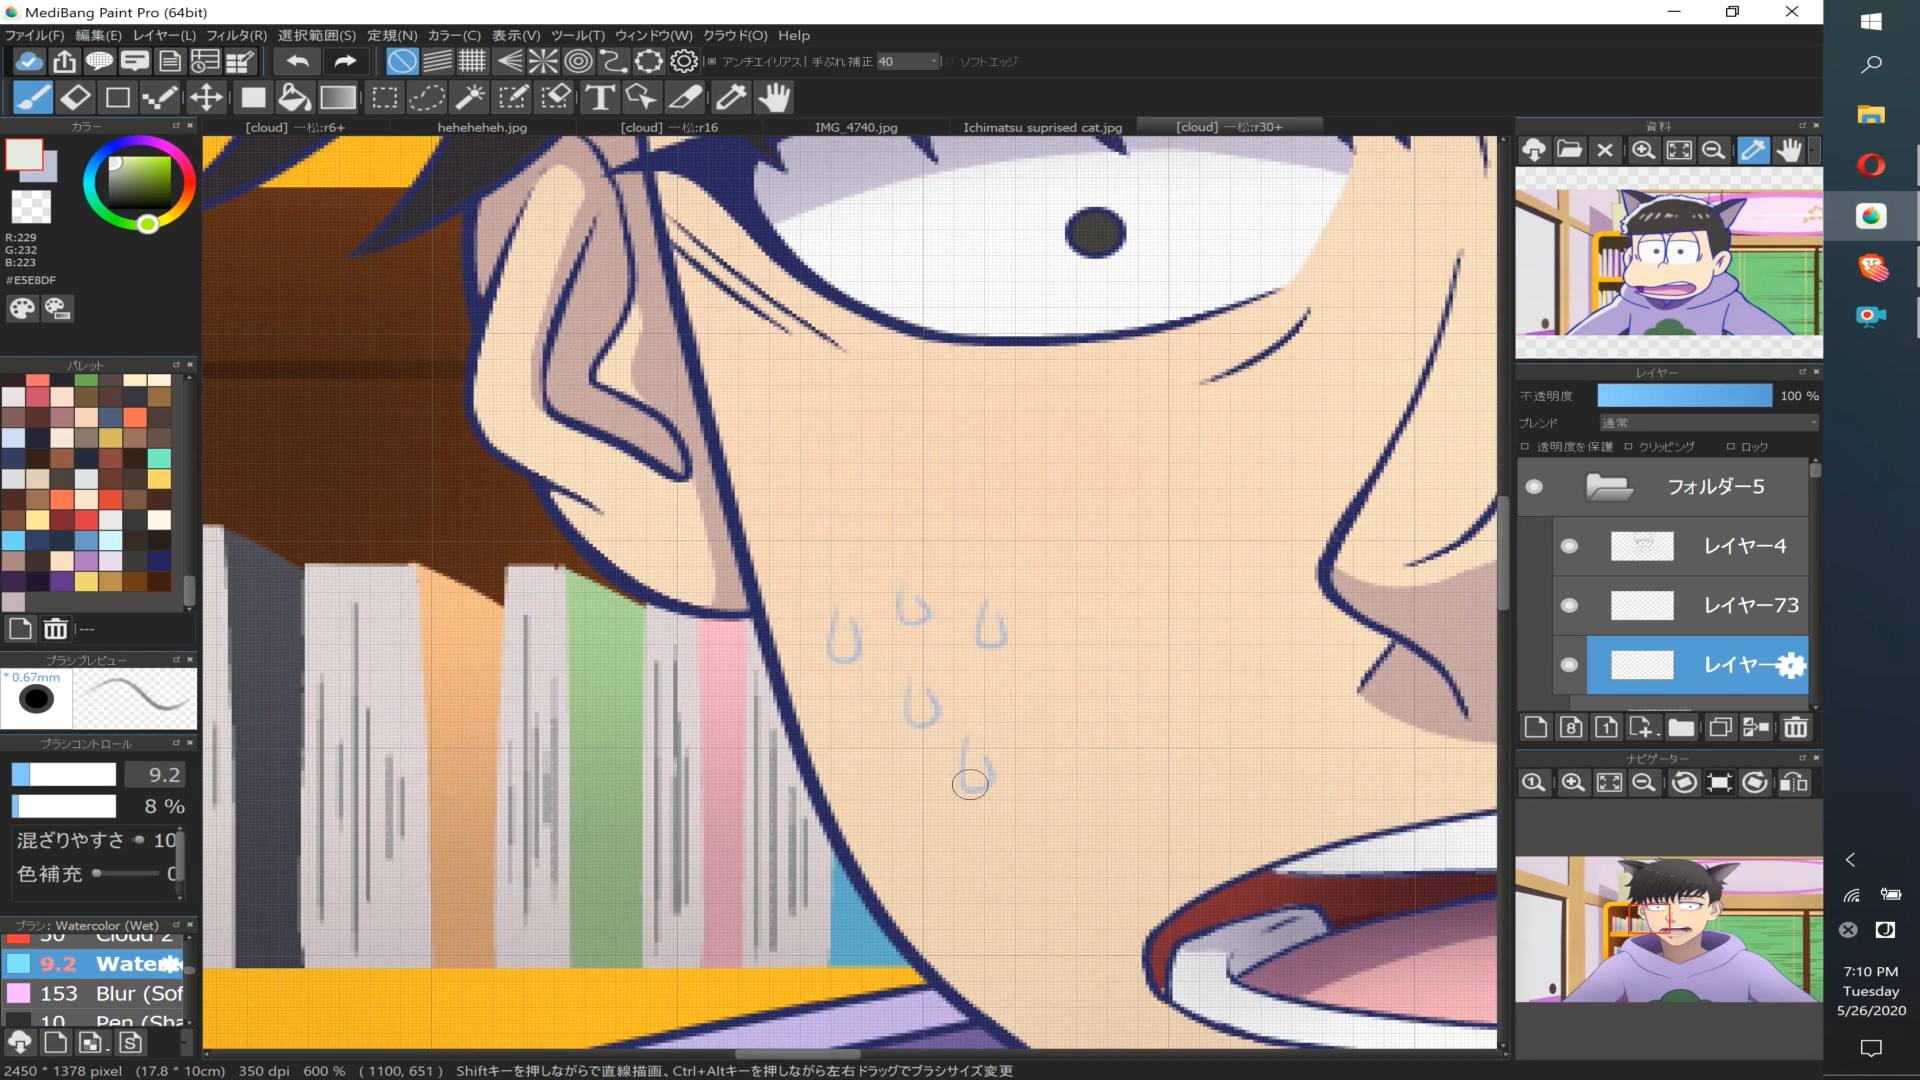 MediBang Paint Pro (64bit)
ファイル(F) 編集(E) レイヤー(L) フィルタ(R) 選択範囲(S) 定規(N) カラー(C) 表示(V) ツール(T) ウィンドウ(W) クラウド(O) Help
アンチエイリアス 手ぶれ補正 40 ソフトエッジ
カラー
[cloud] 一松:r6+
heheheheh.jpg
[cloud] 一松:r16
IMG_4740.jpg
Ichimatsu suprised cat.jpg
[cloud] 一松:r30+
資料
R:229
G:232
B:223
#E5E8DF
パレット
---
ブラシプレビュー
* 0.67mm
ブラシコントロール
9.2
8 %
混ざりやすさ 10
色補充 0
ブラシ: Watercolor (Wet)
50 Cloud 2
9.2 Water
153 Blur (Sof
10 Pen (Sha
レイヤー
不透明度 100 %
ブレンド 通常
透明度を保護 クリッピング ロック
フォルダー5
レイヤー4
レイヤー73
レイヤー
ナビゲーター
7:10 PM
Tuesday
5/26/2020
2450 * 1378 pixel (17.8 * 10cm) 350 dpi 600 % ( 1100, 651 ) Shiftキーを押しながらで直線描画、Ctrl+Altキーを押しながら左右ドラッグでブラシサイズ変更